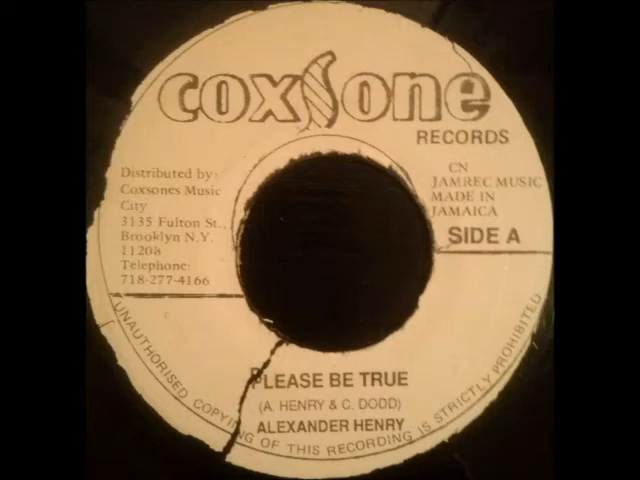 coxsone
RECORDS
Distributed by:
Coxsones Music
City
3135 Fulton St.,
Brooklyn N.Y.
11208
Telephone:
718-277-4166
CN
JAMREC MUSIC
MADE IN
JAMAICA
SIDE A
PLEASE BE TRUE
(A. HENRY & C. DODD)
ALEXANDER HENRY
UNAUTHORISED COPYING OF THIS RECORDING IS STRICTLY PROHIBITED